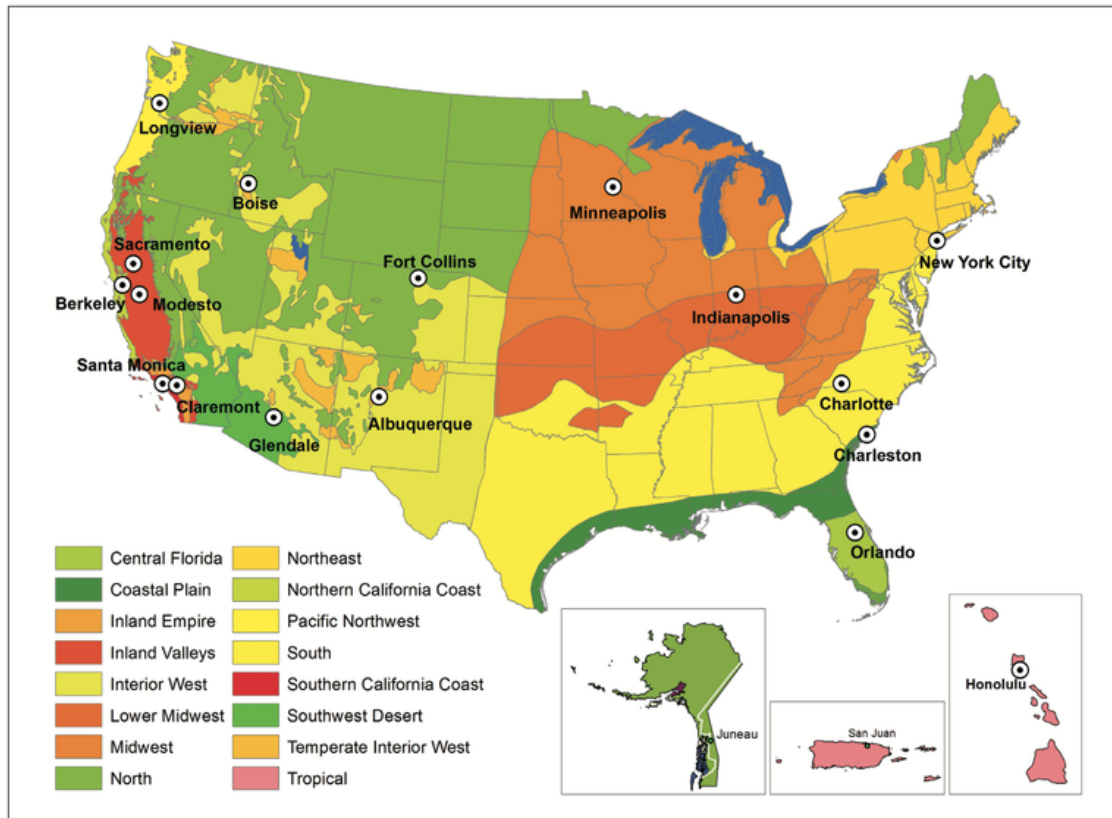 Longview
Boise
Minneapolis
Sacramento
Fort Collins
New York City
Berkeley
Modesto
Indianapolis
Santa Monica
Claremont
Albuquerque
Charlotte
Glendale
Charleston
Orlando
Central Florida
Coastal Plain
Inland Empire
Inland Valleys
Interior West
Lower Midwest
Midwest
North
Northeast
Northern California Coast
Pacific Northwest
South
Southern California Coast
Southwest Desert
Temperate Interior West
Tropical
Juneau
San Juan
Honolulu